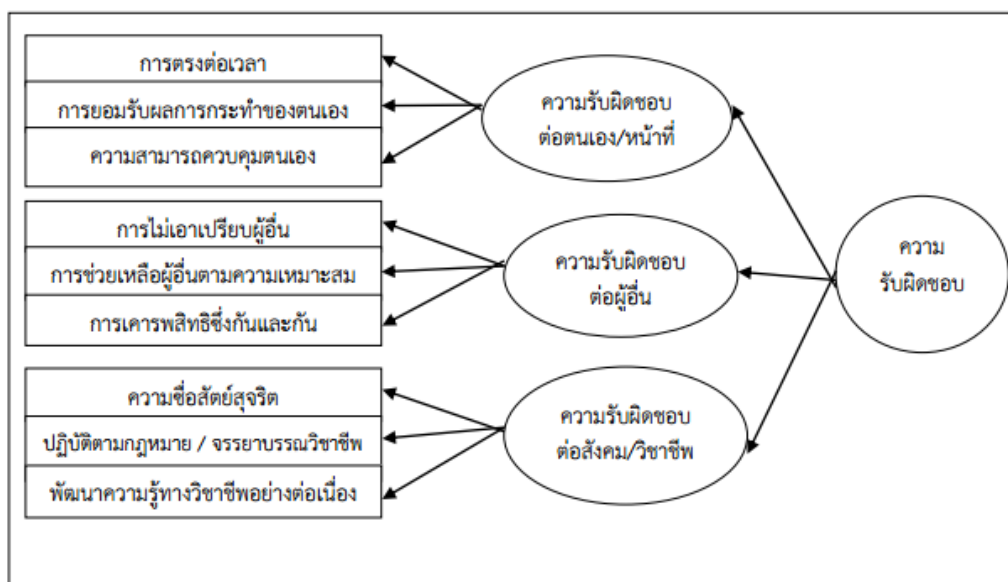 การตรงต่อเวลา
การยอมรับผลการกระทำของตนเอง
ความสามารถควบคุมตนเอง
ความรับผิดชอบ
ต่อตนเอง/หน้าที่
การไม่เอาเปรียบผู้อื่น
การช่วยเหลือผู้อื่นตามความเหมาะสม
การเคารพสิทธิซึ่งกันและกัน
ความรับผิดชอบ
ต่อผู้อื่น
ความ
รับผิดชอบ
ความซื่อสัตย์สุจริต
ปฏิบัติตามกฎหมาย / จรรยาบรรณวิชาชีพ
พัฒนาความรู้ทางวิชาชีพอย่างต่อเนื่อง
ความรับผิดชอบ
ต่อสังคม/วิชาชีพ